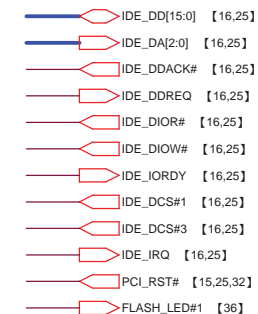 IDE_DD[15:0] 【16,25】
IDE_DA[2:0] 【16,25】
IDE_DDACK# 【16,25】
IDE_DDREQ 【16,25】
IDE_DIOR# 【16,25】
IDE_DIOW# 【16,25】
IDE_IORDY 【16,25】
IDE_DCS#1 【16,25】
IDE_DCS#3 【16,25】
IDE_IRQ 【16,25】
PCI_RST# 【15,25,32】
FLASH_LED#1 【36】